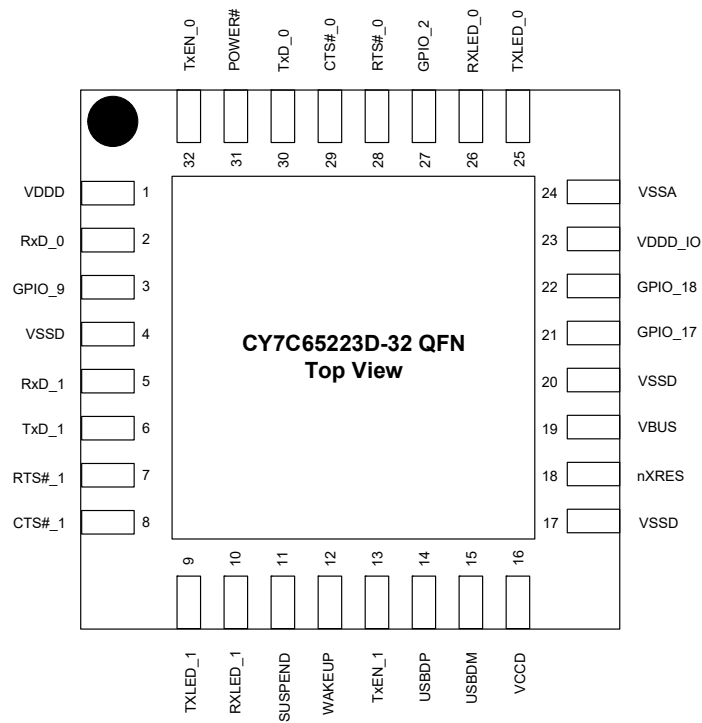 TxEN_0
POWER#
TxD_0
CTS#_0
RTS#_0
GPIO_2
RXLED_0
TXLED_0
32
31
30
29
28
27
26
25
VDDD 1
RxD_0 2
GPIO_9 3
VSSD 4
RxD_1 5
TxD_1 6
RTS#_1 7
CTS#_1 8
CY7C65223D-32 QFN
Top View
24 VSSA
23 VDDD_IO
22 GPIO_18
21 GPIO_17
20 VSSD
19 VBUS
18 nXRES
17 VSSD
9
10
11
12
13
14
15
16
TXLED_1
RXLED_1
SUSPEND
WAKEUP
TxEN_1
USBDP
USBDM
VCCD